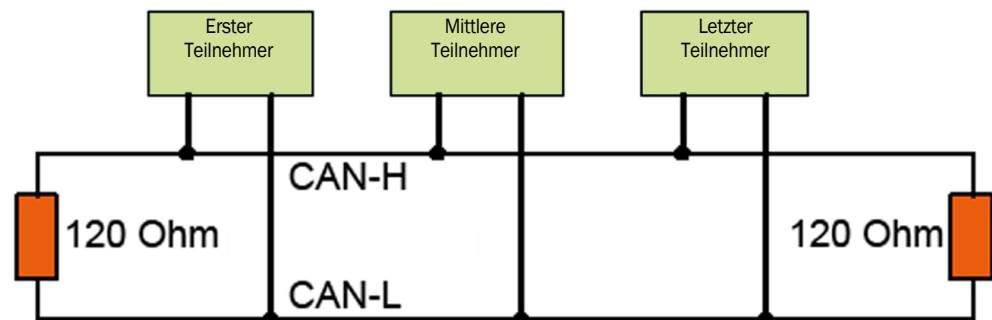 Erster
Teilnehmer
Mittlere
Teilnehmer
Letzter
Teilnehmer
CAN-H
120 Ohm
120 Ohm
CAN-L